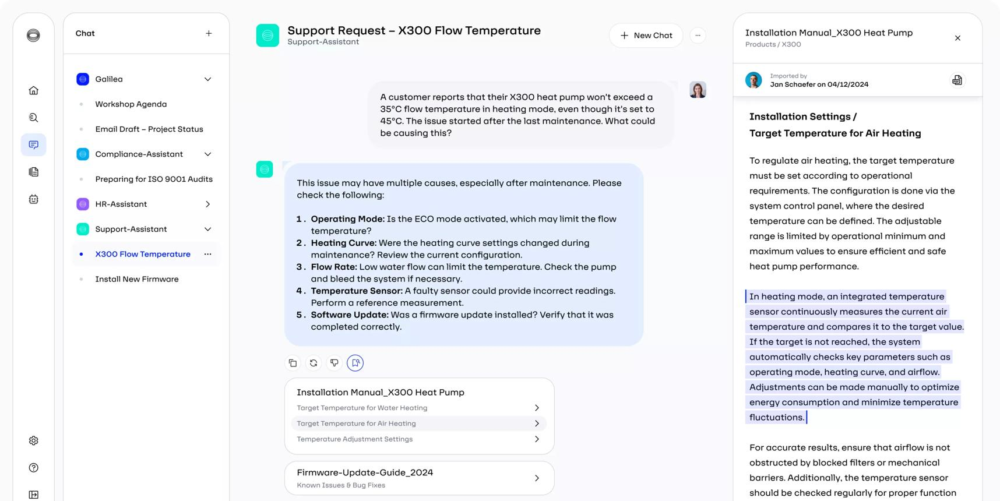 Chat
Galilea
Workshop Agenda
Email Draft – Project Status
Compliance-Assistant
Preparing for ISO 9001 Audits
HR-Assistant
Support-Assistant
X300 Flow Temperature
Install New Firmware
Support Request – X300 Flow Temperature
Support-Assistant
New Chat
A customer reports that their X300 heat pump won't exceed a
35°C flow temperature in heating mode, even though it's set to
45°C. The issue started after the last maintenance. What could
be causing this?
This issue may have multiple causes, especially after maintenance. Please
check the following:
1. Operating Mode: Is the ECO mode activated, which may limit the flow
temperature?
2. Heating Curve: Were the heating curve settings changed during
maintenance? Review the current configuration.
3. Flow Rate: Low water flow can limit the temperature. Check the pump
and bleed the system if necessary.
4. Temperature Sensor: A faulty sensor could provide incorrect readings.
Perform a reference measurement.
5. Software Update: Was a firmware update installed? Verify that it was
completed correctly.
Installation Manual_X300 Heat Pump
Target Temperature for Water Heating
Target Temperature for Air Heating
Temperature Adjustment Settings
Firmware-Update-Guide_2024
Known Issues & Bug Fixes
Installation Manual_X300 Heat Pump
Products / X300
Imported by
Jan Schaefer on 04/12/2024
Installation Settings /
Target Temperature for Air Heating
To regulate air heating, the target temperature
must be set according to operational
requirements. The configuration is done via the
system control panel, where the desired
temperature can be defined. The adjustable
range is limited by operational minimum and
maximum values to ensure efficient and safe
heat pump performance.
In heating mode, an integrated temperature
sensor continuously measures the current air
temperature and compares it to the target value.
If the target is not reached, the system
automatically checks key parameters such as
operating mode, heating curve, and airflow.
Adjustments can be made manually to optimize
energy consumption and minimize temperature
fluctuations.
For accurate results, ensure that airflow is not
obstructed by blocked filters or mechanical
barriers. Additionally, the temperature sensor
should be checked regularly for proper function